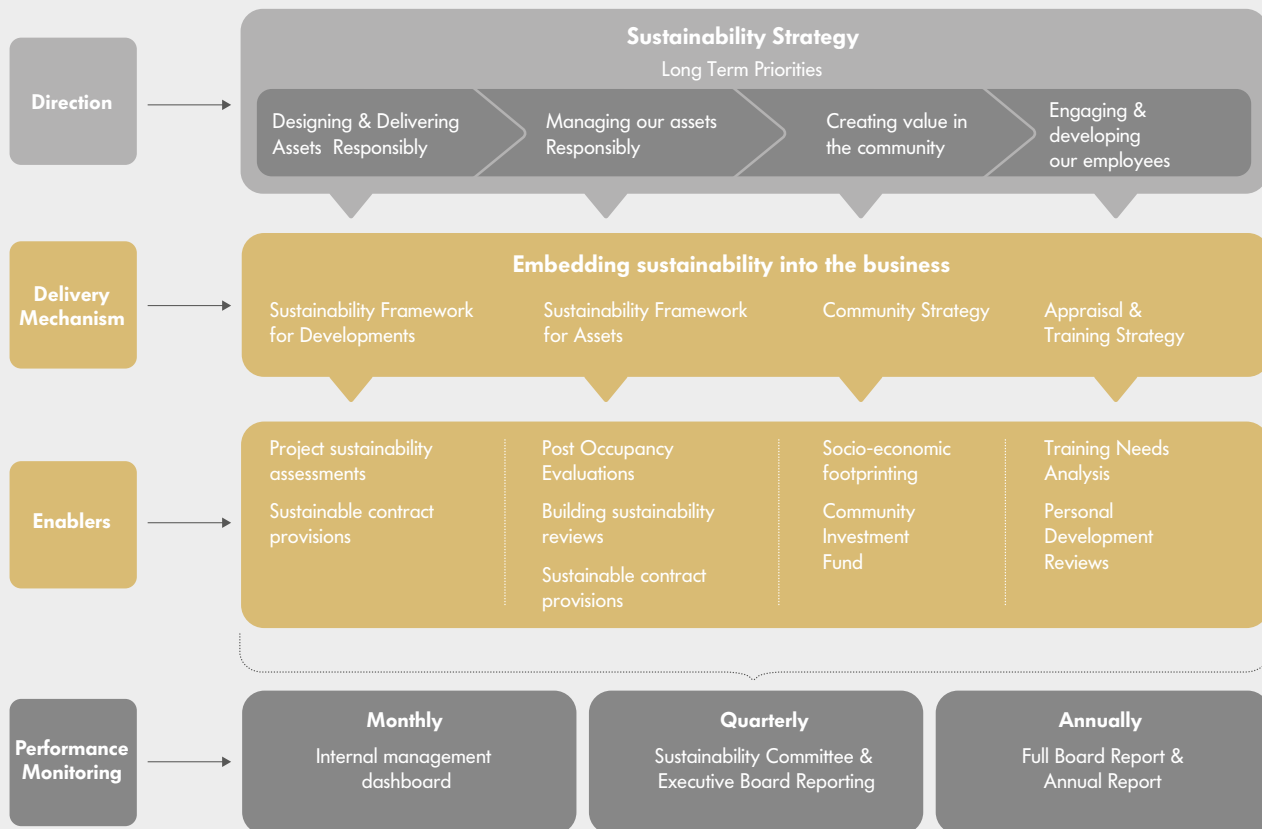 Sustainability Strategy
Long Term Priorities
Direction
Designing & Delivering
Assets Responsibly
Managing our assets
Responsibly
Creating value in
the community
Engaging &
developing
our employees
Delivery
Mechanism
Embedding sustainability into the business
Sustainability Framework
for Developments
Sustainability Framework
for Assets
Community Strategy
Appraisal &
Training Strategy
Enablers
Project sustainability
assessments
Sustainable contract
provisions
Post Occupancy
Evaluations
Building sustainability
reviews
Sustainable contract
provisions
Socio-economic
footprinting
Community
Investment
Fund
Training Needs
Analysis
Personal
Development
Reviews
Performance
Monitoring
Monthly
Internal management
dashboard
Quarterly
Sustainability Committee &
Executive Board Reporting
Annually
Full Board Report &
Annual Report